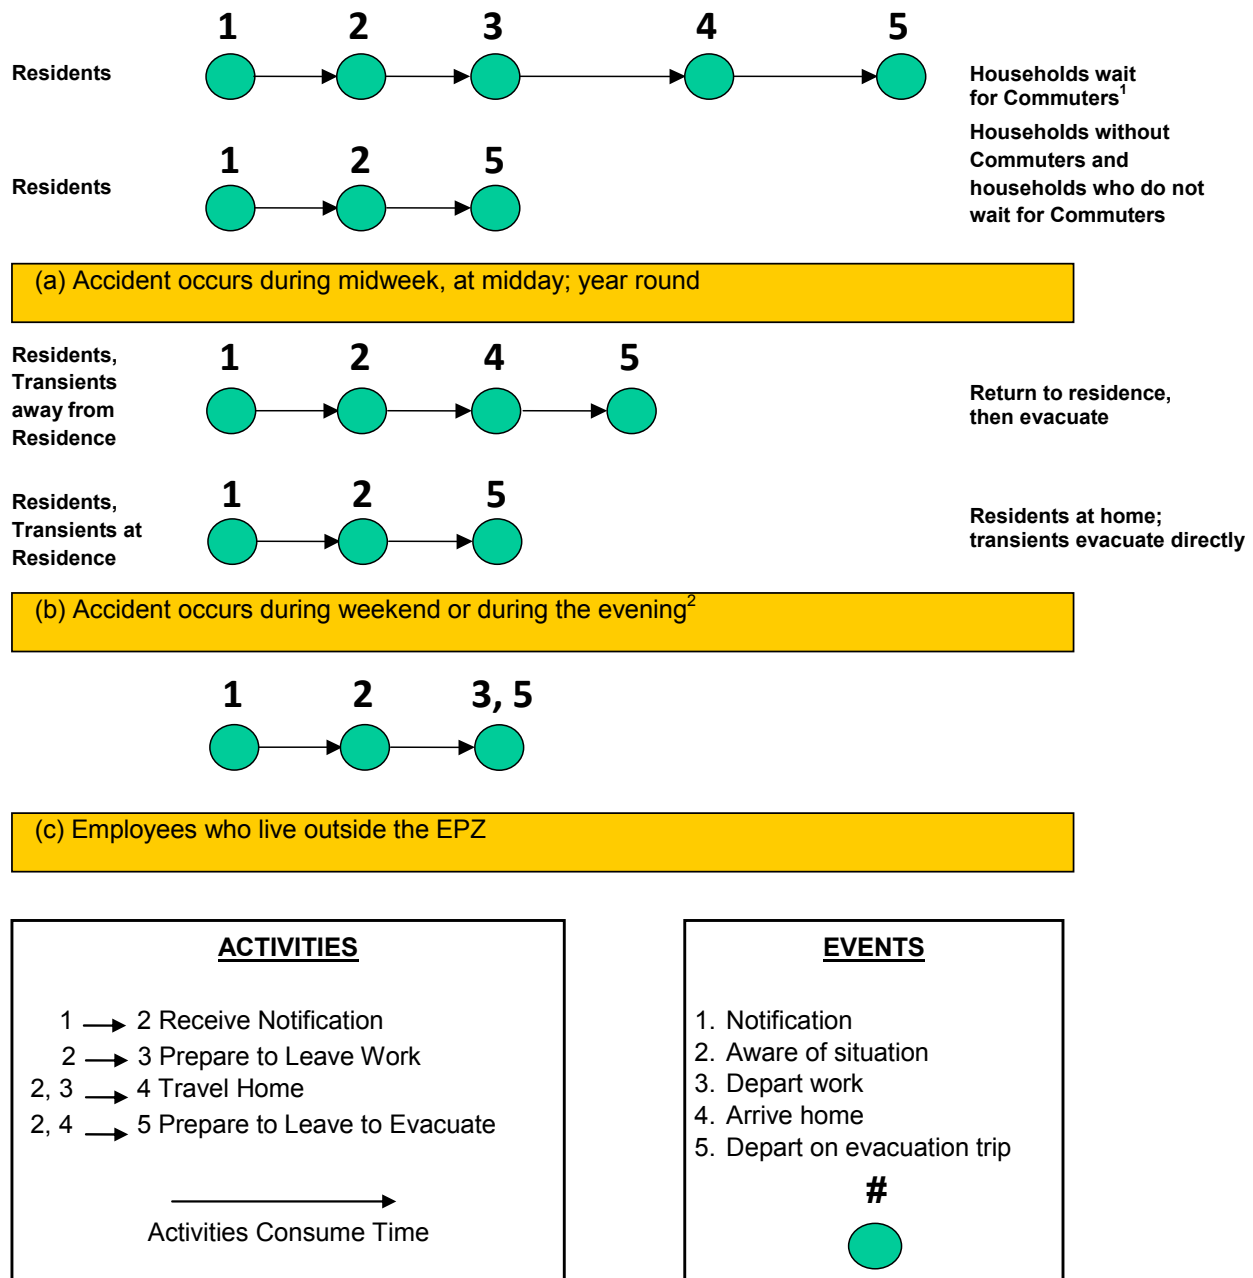 1 2 3 4 5
Residents
Households wait
for Commuters1
1 2 5
Residents
Households without
Commuters and
households who do not
wait for Commuters
(a) Accident occurs during midweek, at midday; year round
Residents,
Transients
away from
Residence
1 2 4 5
Return to residence,
then evacuate
Residents,
Transients at
Residence
1 2 5
Residents at home;
transients evacuate directly
(b) Accident occurs during weekend or during the evening2
1 2 3, 5
(c) Employees who live outside the EPZ
ACTIVITIES
1 → 2 Receive Notification
2 → 3 Prepare to Leave Work
2, 3 → 4 Travel Home
2, 4 → 5 Prepare to Leave to Evacuate
Activities Consume Time
EVENTS
1. Notification
2. Aware of situation
3. Depart work
4. Arrive home
5. Depart on evacuation trip
#